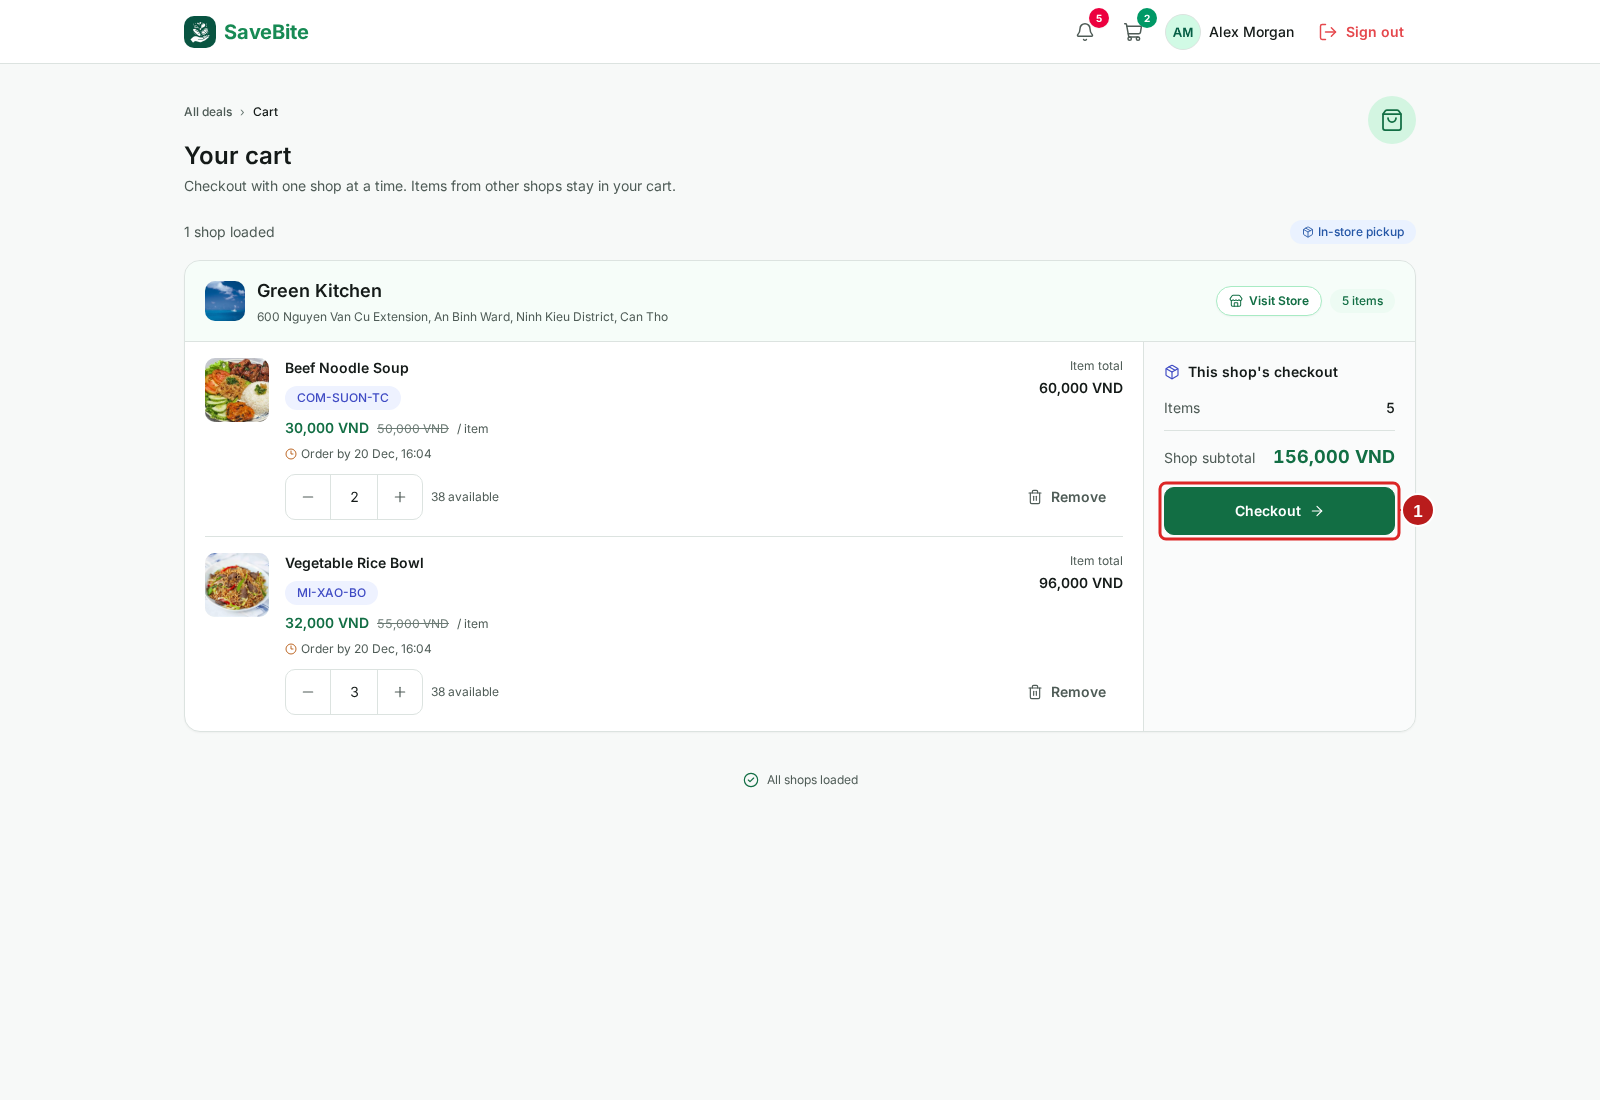 SaveBite
5
2
AM
Alex Morgan
Sign out
All deals › Cart
Your cart
Checkout with one shop at a time. Items from other shops stay in your cart.
1 shop loaded
In-store pickup
Green Kitchen
600 Nguyen Van Cu Extension, An Binh Ward, Ninh Kieu District, Can Tho
Visit Store
5 items
Beef Noodle Soup
COM-SUON-TC
30,000 VND 50,000 VND / item
Order by 20 Dec, 16:04
2
38 available
Item total
60,000 VND
Remove
Vegetable Rice Bowl
MI-XAO-BO
32,000 VND 55,000 VND / item
Order by 20 Dec, 16:04
3
38 available
Item total
96,000 VND
Remove
This shop's checkout
Items 5
Shop subtotal 156,000 VND
Checkout
1
All shops loaded